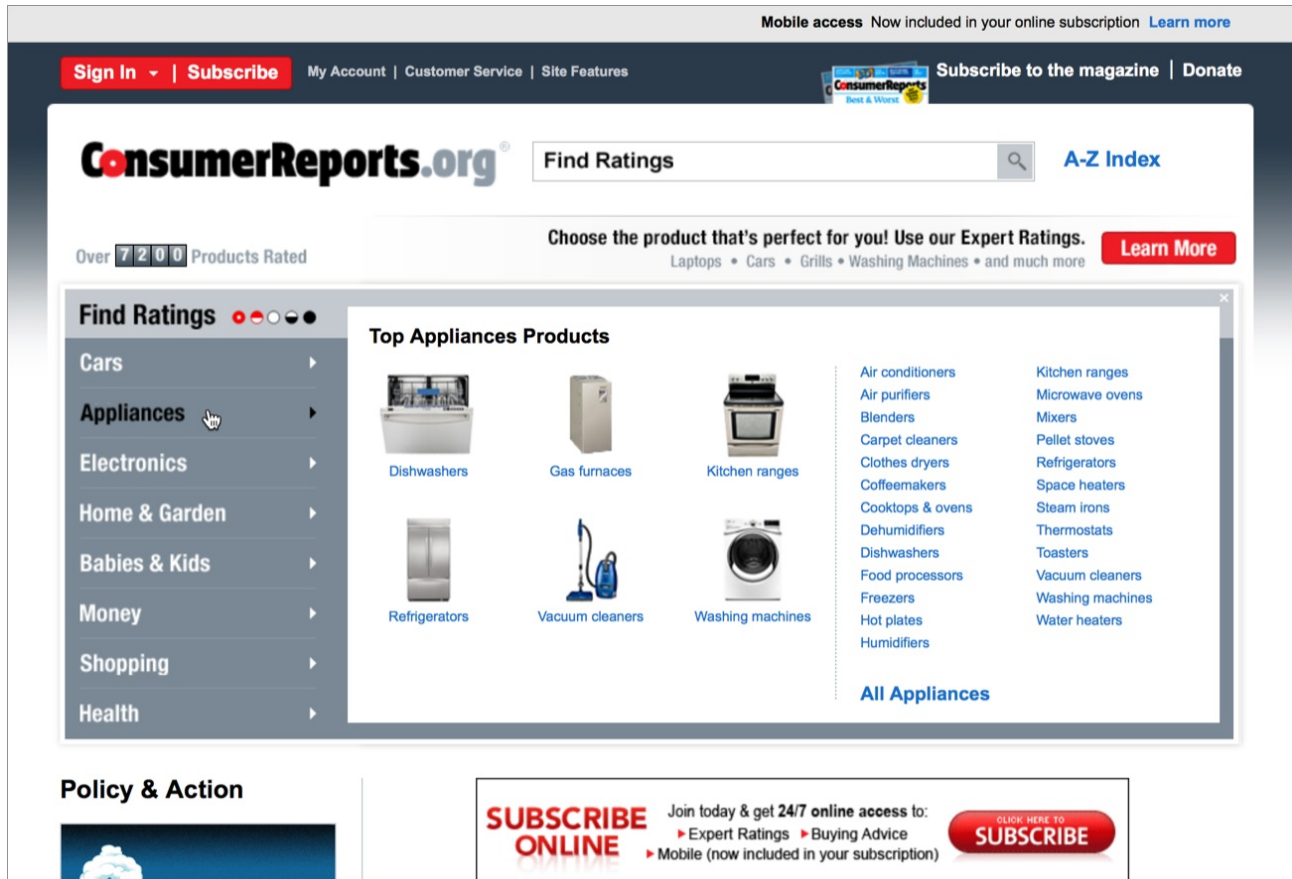 Mobile access Now included in your online subscription Learn more
Sign In | Subscribe My Account | Customer Service | Site Features
Subscribe to the magazine | Donate
ConsumerReports
Best & Worst
ConsumerReports.org®
Find Ratings
A-Z Index
Over 7200 Products Rated
Choose the product that's perfect for you! Use our Expert Ratings.
Laptops • Cars • Grills • Washing Machines • and much more
Learn More
Find Ratings
Cars
Appliances
Electronics
Home & Garden
Babies & Kids
Money
Shopping
Health
Top Appliances Products
Dishwashers
Gas furnaces
Kitchen ranges
Refrigerators
Vacuum cleaners
Washing machines
Air conditioners
Air purifiers
Blenders
Carpet cleaners
Clothes dryers
Coffeemakers
Cooktops & ovens
Dehumidifiers
Dishwashers
Food processors
Freezers
Hot plates
Humidifiers
Kitchen ranges
Microwave ovens
Mixers
Pellet stoves
Refrigerators
Space heaters
Steam irons
Thermostats
Toasters
Vacuum cleaners
Washing machines
Water heaters
All Appliances
Policy & Action
SUBSCRIBE
ONLINE
Join today & get 24/7 online access to:
Expert Ratings Buying Advice
Mobile (now included in your subscription)
CLICK HERE TO
SUBSCRIBE